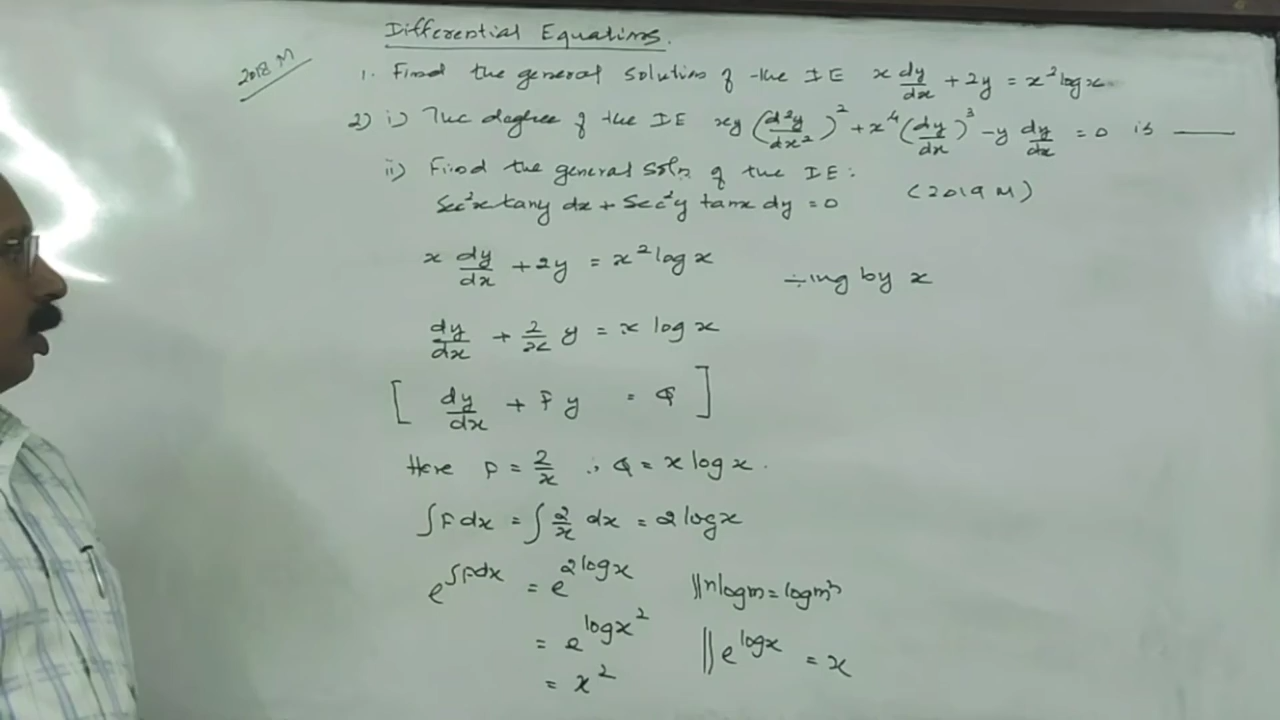 Differential Equations.
2018 M
1. Find the general solution of the DE x dy/dx + 2y = x² log x.
2) i) The degree of the DE xy (d²y/dx²)² + x⁴ (dy/dx)³ - y dy/dx = 0 is ____
ii) Find the general soln of the DE:
Sec²x tany dx + Sec²y tanx dy = 0 (2019 M)
x dy/dx + 2y = x² log x ÷ing by x
dy/dx + 2/x y = x log x
[ dy/dx + P y = Q ]
Here P = 2/x ; Q = x log x.
∫P dx = ∫ 2/x dx = 2 log x
e^∫Pdx = e^2logx || n log m = log mⁿ
= e^logx² || e^logx = x
= x²